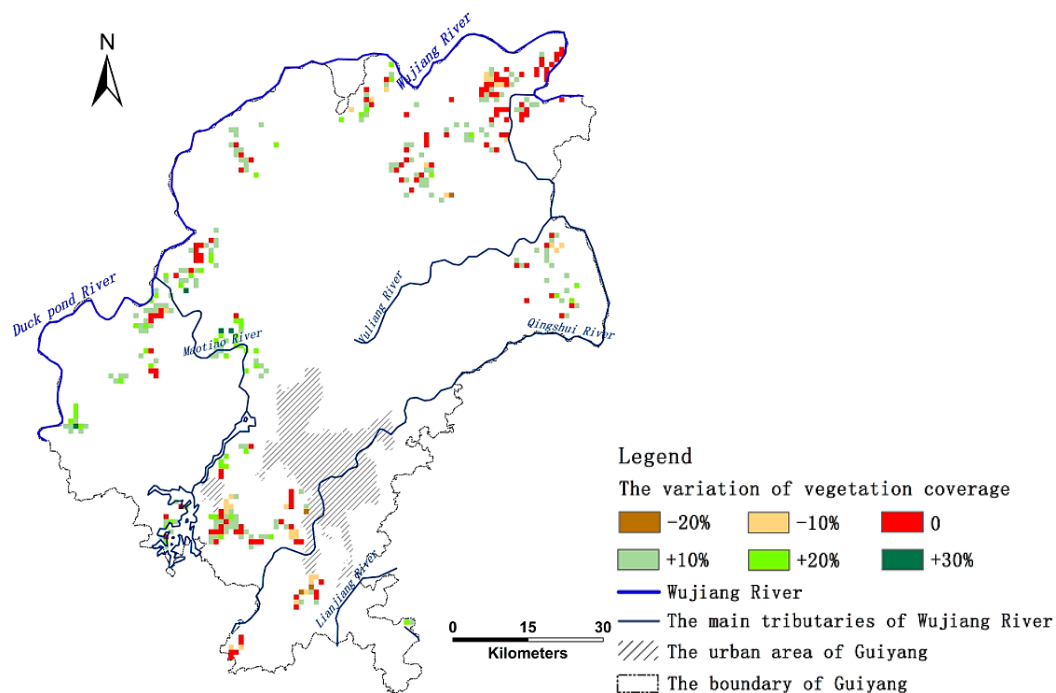 N
Wujiang River
Duck pond River
Maotiao River
Wuliang River
Qingshui River
Lianjiang River
Legend
The variation of vegetation coverage
-20% -10% 0
+10% +20% +30%
Wujiang River
The main tributaries of Wujiang River
The urban area of Guiyang
The boundary of Guiyang
0 15 30
Kilometers